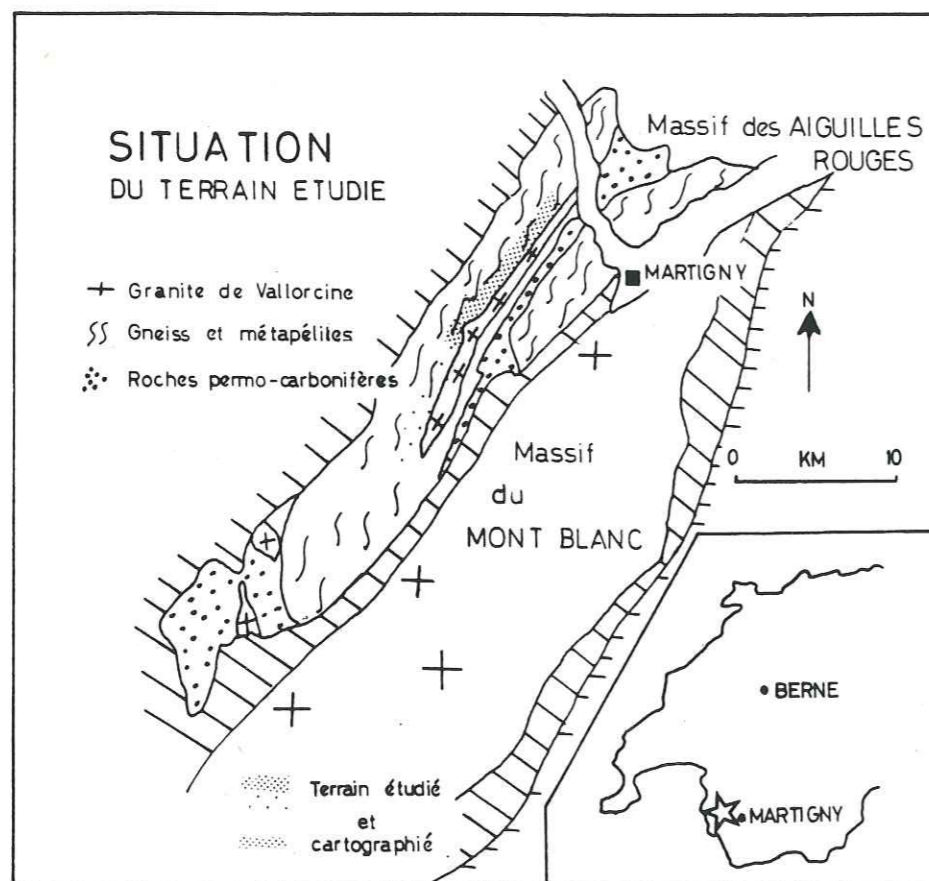 SITUATION
DU TERRAIN ETUDIE
Granite de Vallorcine
Gneiss et métapélites
Roches permo-carbonifères
Massif des AIGUILLES
ROUGES
MARTIGNY
N
0 KM 10
Massif
du
MONT BLANC
Terrain étudié
et
cartographié
BERNE
MARTIGNY